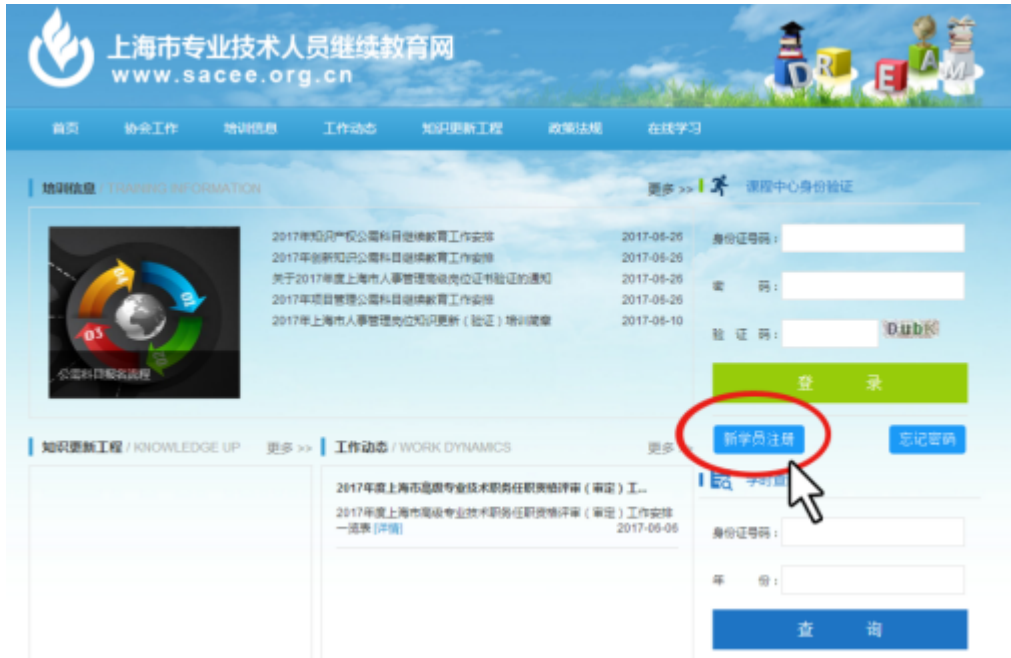 上海市专业技术人员继续教育网
www.sacee.org.cn
DREAM
首页 协会工作 培训信息 工作动态 知识更新工程 政策法规 在线学习
培训信息 / TRAINING INFORMATION 更多 >>
课程中心身份验证
2017年知识产权公需科目继续教育工作安排 2017-06-26
2017年创新知识公需科目继续教育工作安排 2017-06-26
关于2017年度上海市人事管理高级岗位证书验证的通知 2017-06-26
2017年项目管理公需科目继续教育工作安排 2017-06-26
2017年上海市人事管理岗位知识更新（验证）培训简章 2017-06-10
04
02
03
02
公需科目报名流程
身份证号码：
密 码：
验 证 码：
DubK
登 录
新学员注册 忘记密码
知识更新工程 / KNOWLEDGE UP 更多 >>
工作动态 / WORK DYNAMICS 更多
2017年度上海市高级专业技术职务任职资格评审（审定）工...
2017年度上海市高级专业技术职务任职资格评审（审定）工作安排
一览表 [详情] 2017-06-06
学时查
身份证号码：
年 份：
查 询